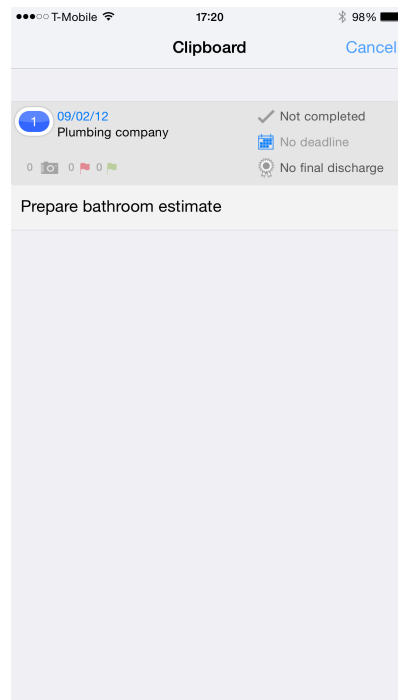 T-Mobile 17:20 98%
Clipboard Cancel
1 09/02/12 Not completed
Plumbing company
No deadline
0 0 0 No final discharge
Prepare bathroom estimate